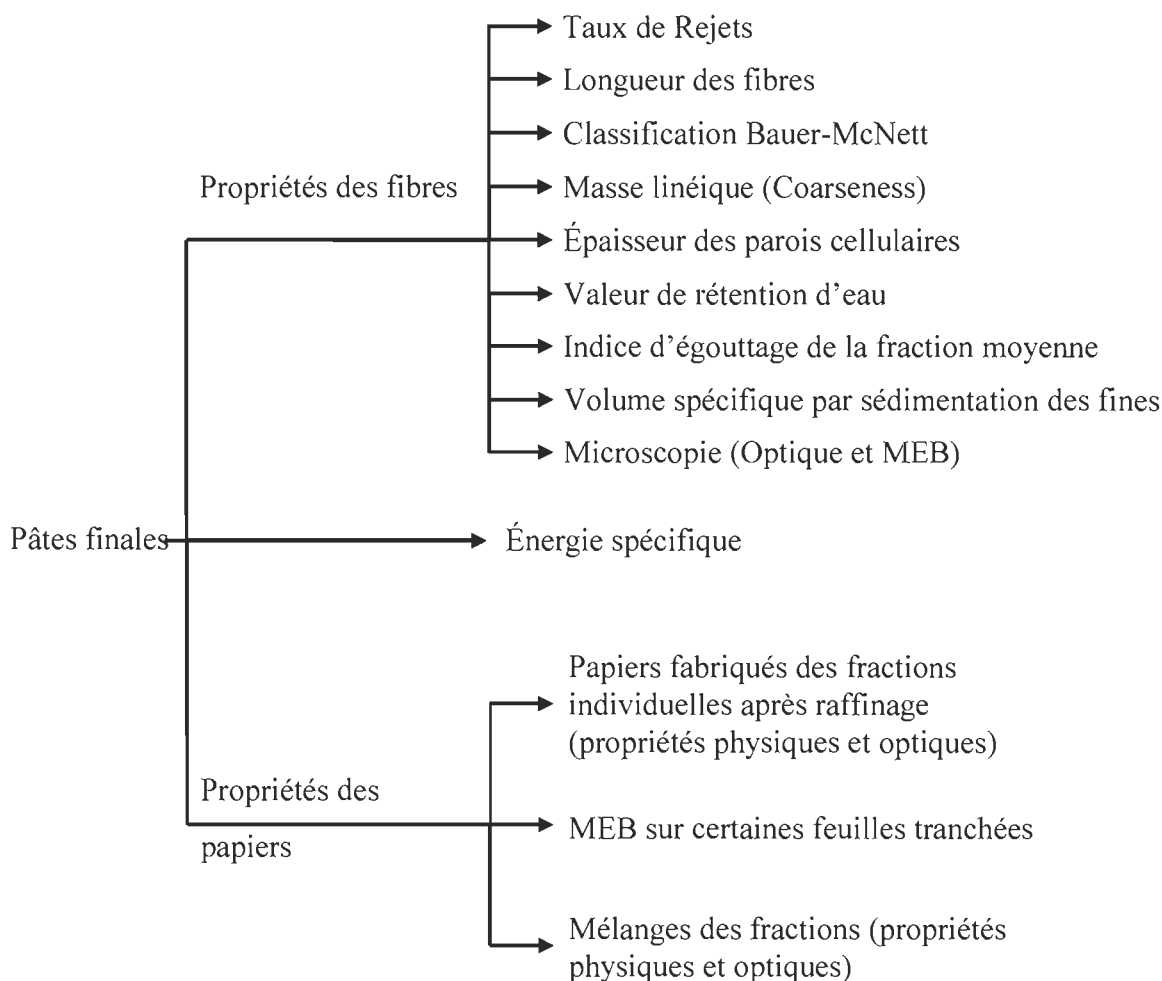 Taux de Rejets
Longueur des fibres
Classification Bauer-McNett
Propriétés des fibres
Masse linéique (Coarseness)
Épaisseur des parois cellulaires
Valeur de rétention d'eau
Indice d'égouttage de la fraction moyenne
Volume spécifique par sédimentation des fines
Microscopie (Optique et MEB)
Pâtes finales
Énergie spécifique
Papiers fabriqués des fractions
individuelles après raffinage
(propriétés physiques et optiques)
Propriétés des
papiers
MEB sur certaines feuilles tranchées
Mélanges des fractions (propriétés
physiques et optiques)